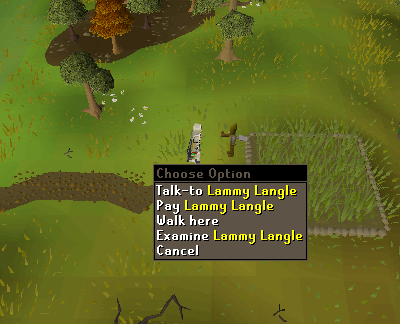 Choose Option
Talk-to Lammy Langle
Pay Lammy Langle
Walk here
Examine Lammy Langle
Cancel